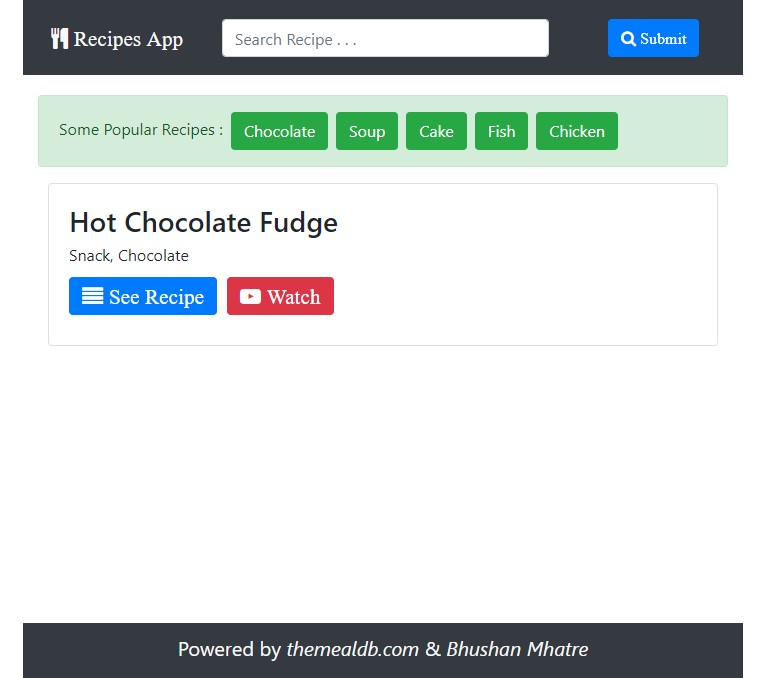 Recipes App Search Recipe . . . Submit
Some Popular Recipes : Chocolate Soup Cake Fish Chicken
Hot Chocolate Fudge
Snack, Chocolate
See Recipe Watch
Powered by themealdb.com & Bhushan Mhatre